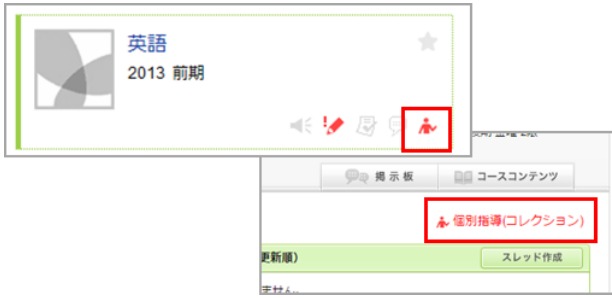 英語
2013 前期
掲示板
コースコンテンツ
個別指導(コレクション)
更新順)
スレッド作成
ません。